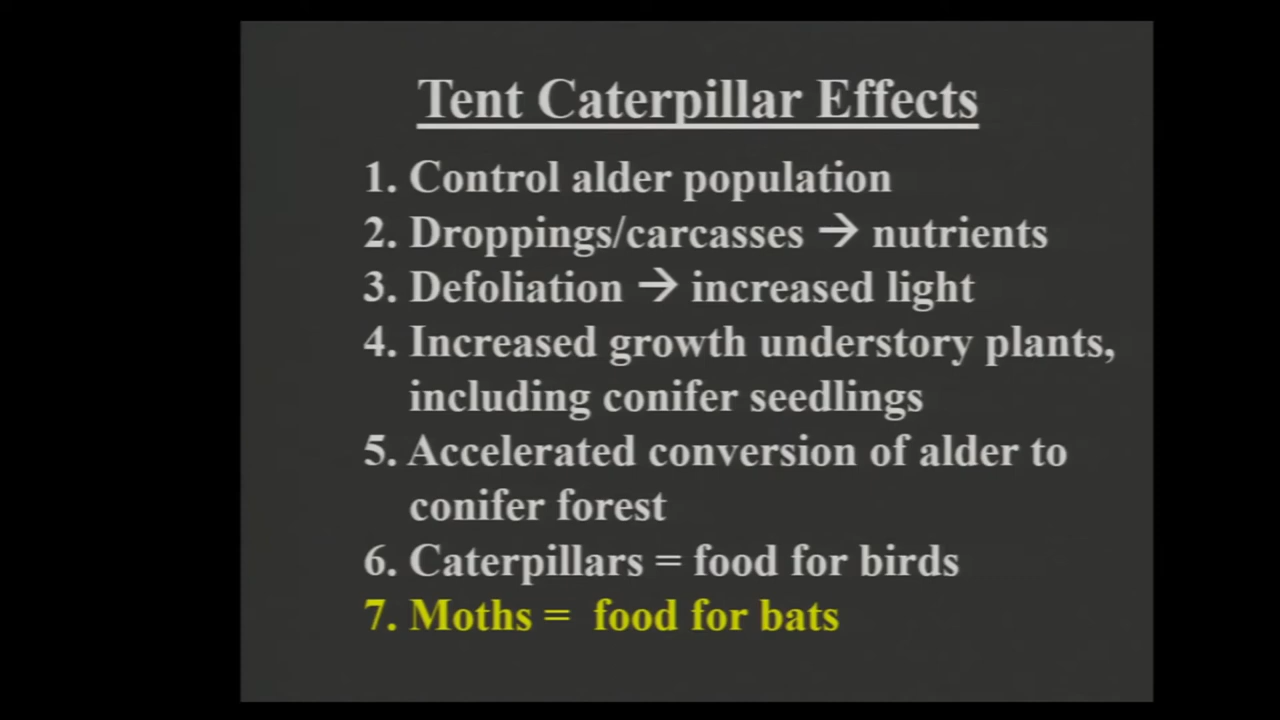 Tent Caterpillar Effects
1. Control alder population
2. Droppings/carcasses → nutrients
3. Defoliation → increased light
4. Increased growth understory plants,
including conifer seedlings
5. Accelerated conversion of alder to
conifer forest
6. Caterpillars = food for birds
7. Moths = food for bats